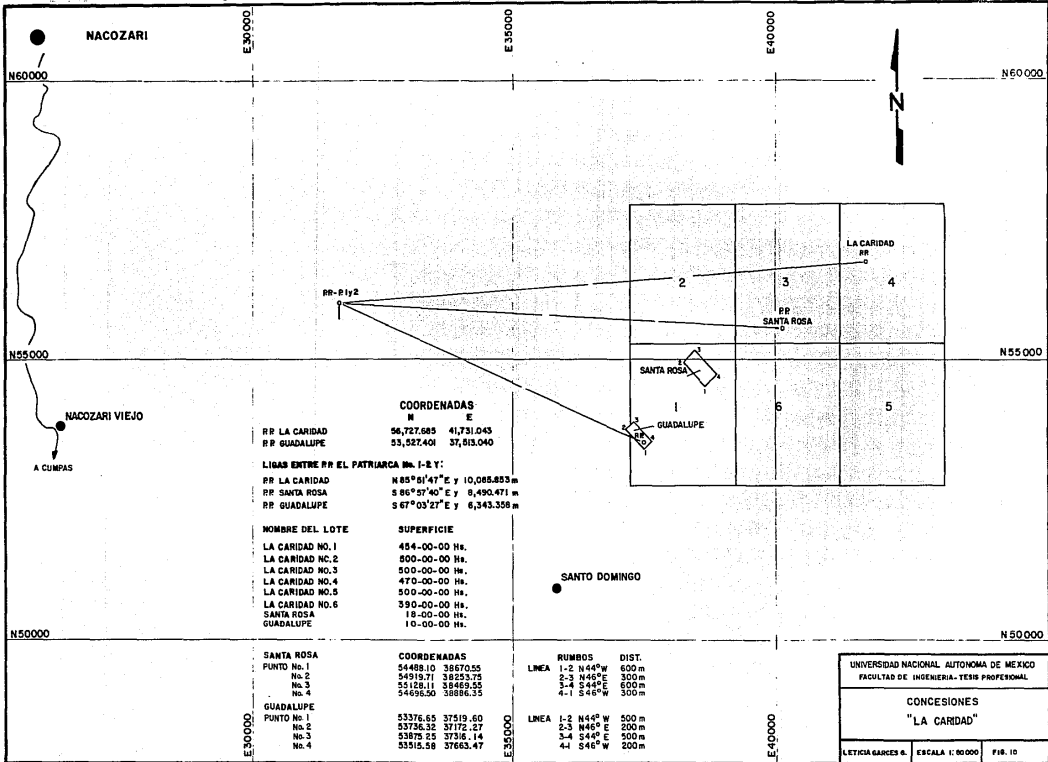 NACOZARI
E30000
E35000
E40000
N60000
N60000
N
LA CARIDAD
RR
2
3
4
RR-P.1y2
RR
SANTA ROSA
N55000
N55000
SANTA ROSA
2
3
4
1
1
6
5
NACOZARI VIEJO
A CUMPAS
2
3
GUADALUPE
RR
4
1
COORDENADAS
N E
RR LA CARIDAD 56,727.685 41,731.043
RR GUADALUPE 53,527.401 37,513.040
LIGAS ENTRE RR EL PATRIARCA No. 1-2 Y:
RR LA CARIDAD N 85°51'47" E y 10,085.853 m
RR SANTA ROSA S 86°57'40" E y 8,490.471 m
RR GUADALUPE S 67°03'27" E y 6,343.358 m
NOMBRE DEL LOTE SUPERFICIE
LA CARIDAD NO.1 454-00-00 Hs.
LA CARIDAD NO.2 500-00-00 Hs.
LA CARIDAD NO.3 500-00-00 Hs.
LA CARIDAD NO.4 470-00-00 Hs.
LA CARIDAD NO.5 500-00-00 Hs.
LA CARIDAD NO.6 390-00-00 Hs.
SANTA ROSA 18-00-00 Hs.
GUADALUPE 10-00-00 Hs.
SANTO DOMINGO
N50000
N50000
SANTA ROSA COORDENADAS RUMBOS DIST.
PUNTO No. 1 54488.10 38670.55 LINEA 1-2 N44°W 600 m
No. 2 54919.71 38253.75 2-3 N46°E 300 m
No. 3 55128.11 38469.55 3-4 S44°E 600 m
No. 4 54696.50 38886.35 4-1 S46°W 300 m
GUADALUPE
PUNTO No. 1 53376.65 37519.60 LINEA 1-2 N44°W 500 m
No. 2 53736.32 37172.27 2-3 N46°E 200 m
No. 3 53875.25 37316.14 3-4 S44°E 500 m
No. 4 53515.58 37663.47 4-1 S46°W 200 m
E30000
E35000
E40000
UNIVERSIDAD NACIONAL AUTONOMA DE MEXICO
FACULTAD DE INGENIERIA-TESIS PROFESIONAL
CONCESIONES
"LA CARIDAD"
LETICIA GARCES G. ESCALA 1:50000 FIG. 10